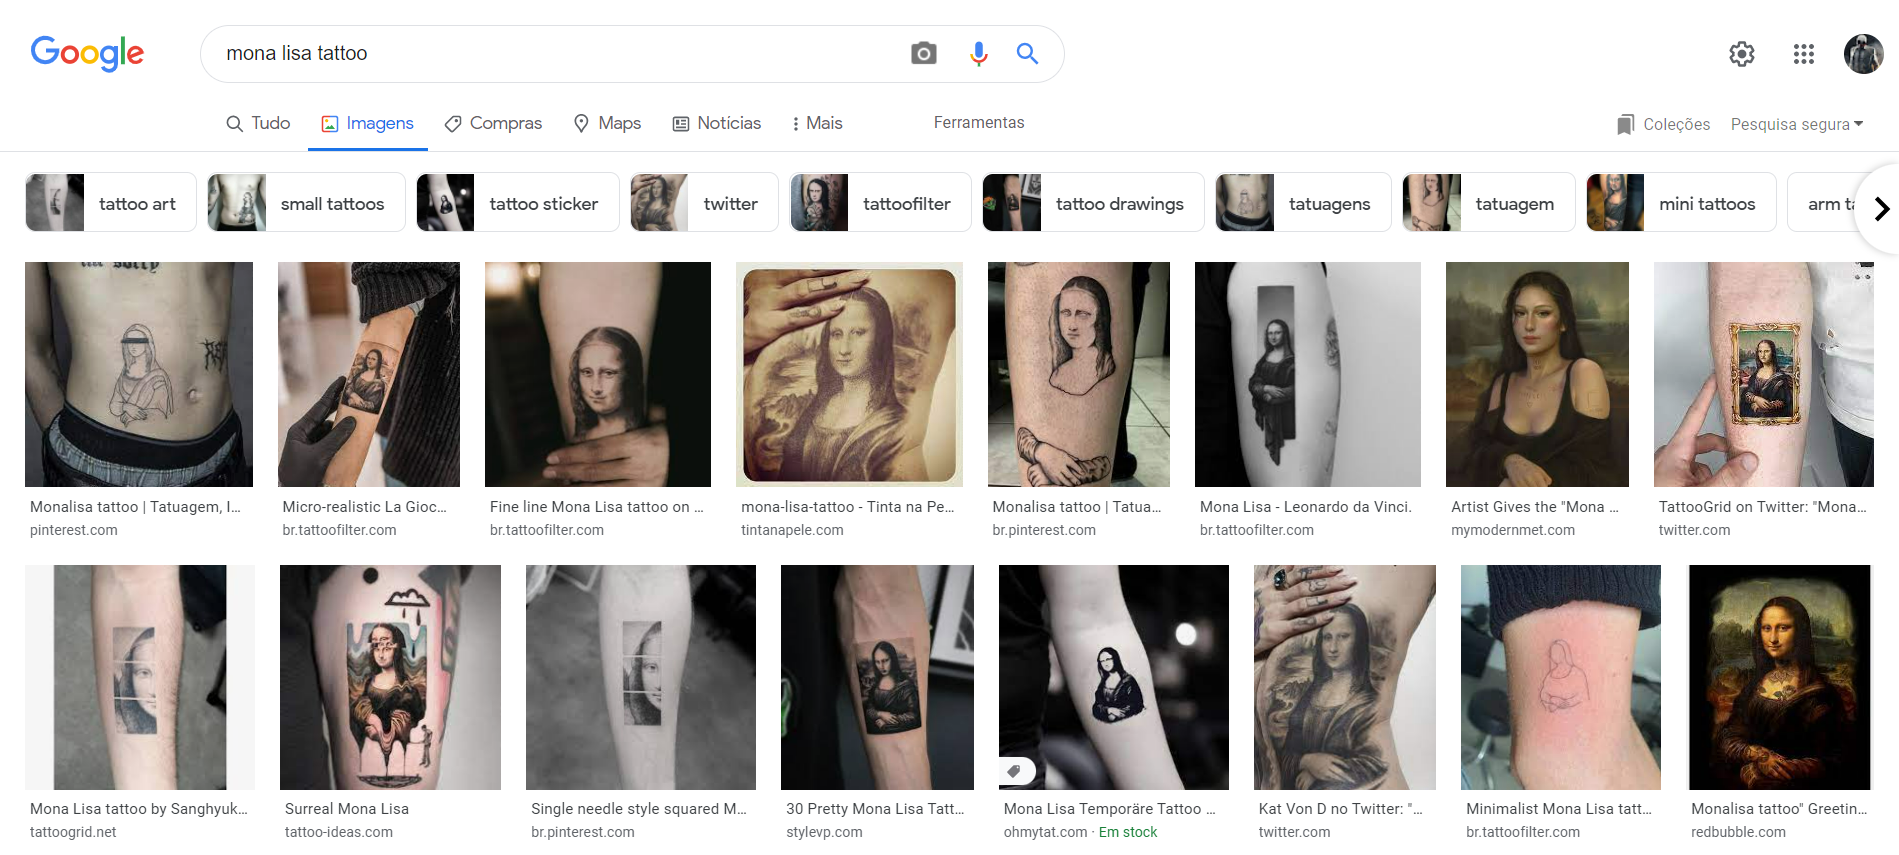 Google
mona lisa tattoo
Tudo
Imagens
Compras
Maps
Notícias
Mais
Ferramentas
Coleções
Pesquisa segura
tattoo art
small tattoos
tattoo sticker
twitter
tattoofilter
tattoo drawings
tatuagens
tatuagem
mini tattoos
arm
Monalisa tattoo | Tatuagem, I...
pinterest.com
Micro-realistic La Gioc...
br.tattoofilter.com
Fine line Mona Lisa tattoo on ...
br.tattoofilter.com
mona-lisa-tattoo - Tinta na Pe...
tintanapele.com
Monalisa tattoo | Tatua...
br.pinterest.com
Mona Lisa - Leonardo da Vinci.
br.tattoofilter.com
Artist Gives the "Mona ...
mymodernmet.com
TattooGrid on Twitter: "Mona...
twitter.com
Mona Lisa tattoo by Sanghyuk...
tattoogrid.net
Surreal Mona Lisa
tattoo-ideas.com
Single needle style squared M...
br.pinterest.com
30 Pretty Mona Lisa Tatt...
stylevp.com
Mona Lisa Temporäre Tattoo ...
ohmytat.com · Em stock
Kat Von D no Twitter: "...
twitter.com
Minimalist Mona Lisa tatt...
br.tattoofilter.com
Monalisa tattoo" Greetin...
redbubble.com